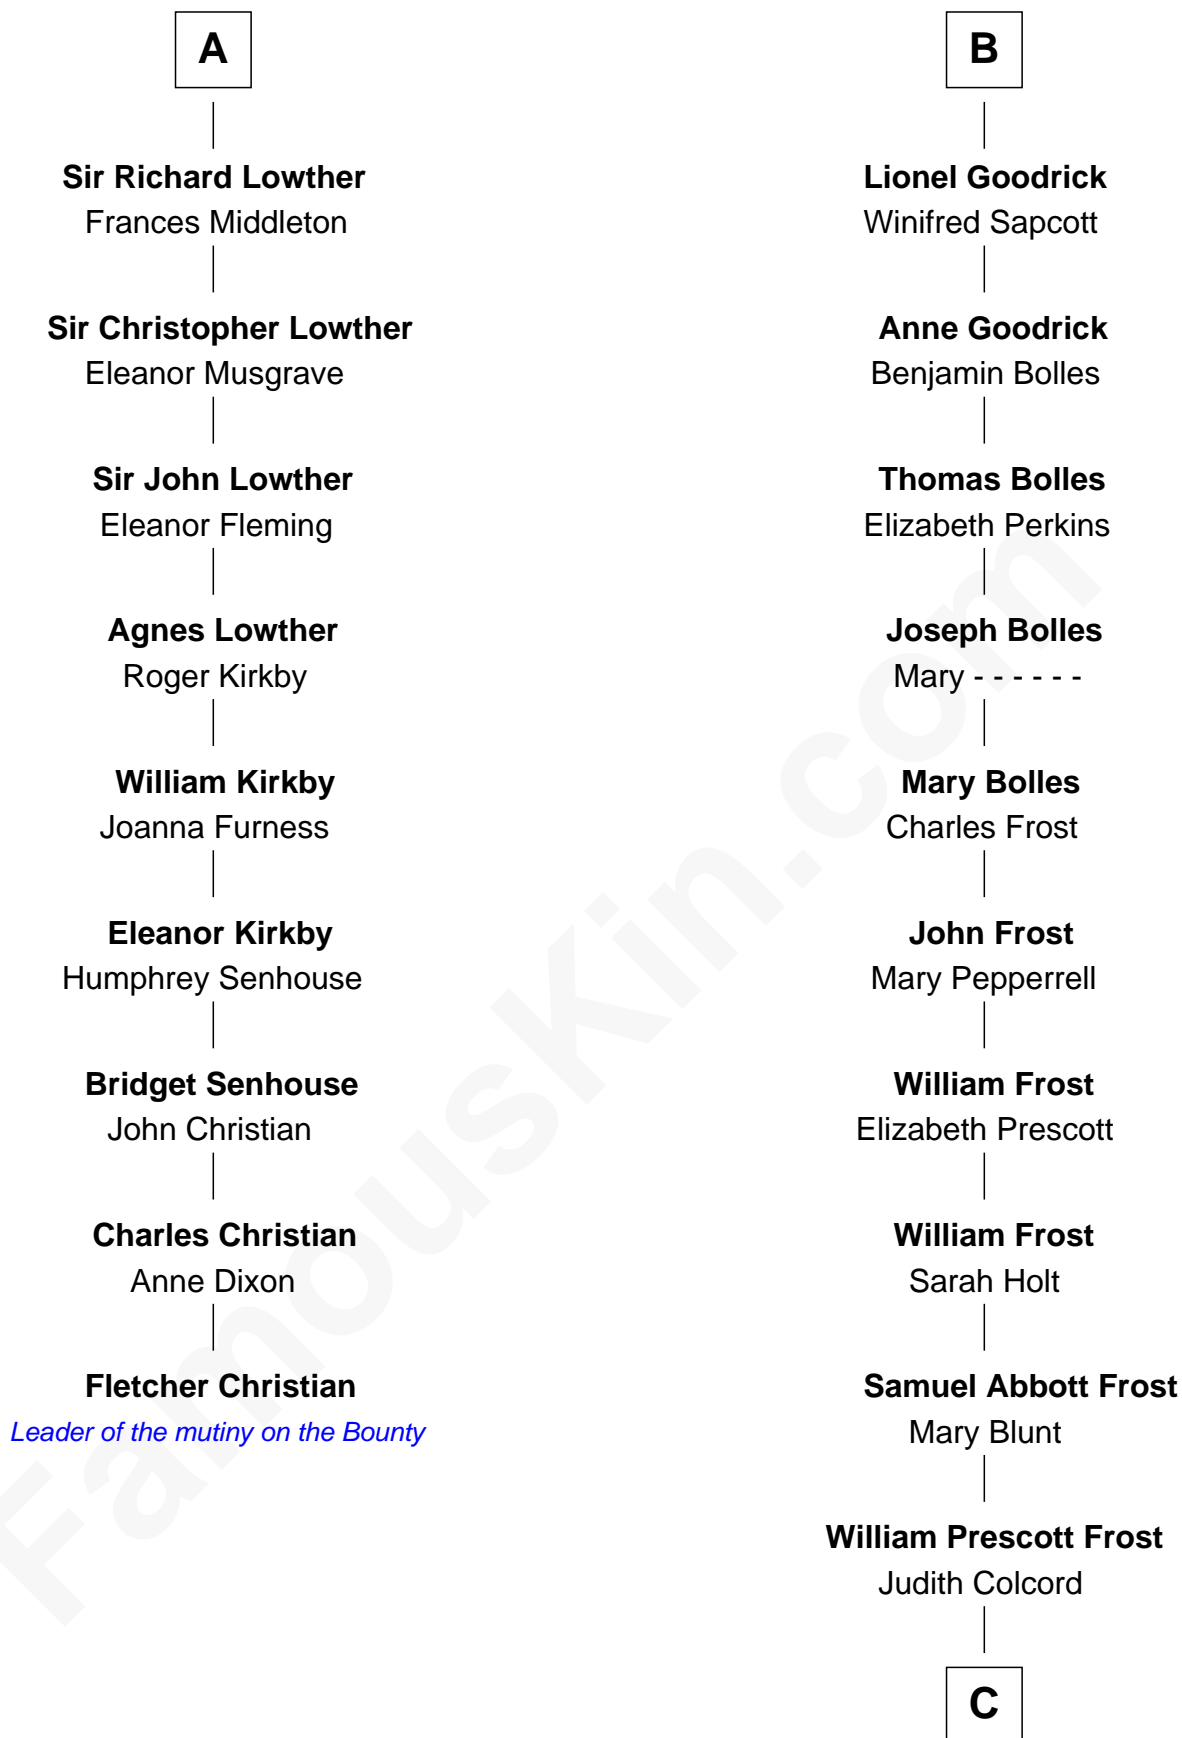 A
Sir Richard Lowther
Frances Middleton
Sir Christopher Lowther
Eleanor Musgrave
Sir John Lowther
Eleanor Fleming
Agnes Lowther
Roger Kirkby
William Kirkby
Joanna Furness
Eleanor Kirkby
Humphrey Senhouse
Bridget Senhouse
John Christian
Charles Christian
Anne Dixon
Fletcher Christian
Leader of the mutiny on the Bounty
B
Lionel Goodrick
Winifred Sapcott
Anne Goodrick
Benjamin Bolles
Thomas Bolles
Elizabeth Perkins
Joseph Bolles
Mary - - - - - -
Mary Bolles
Charles Frost
John Frost
Mary Pepperrell
William Frost
Elizabeth Prescott
William Frost
Sarah Holt
Samuel Abbott Frost
Mary Blunt
William Prescott Frost
Judith Colcord
C
FamousKin.com